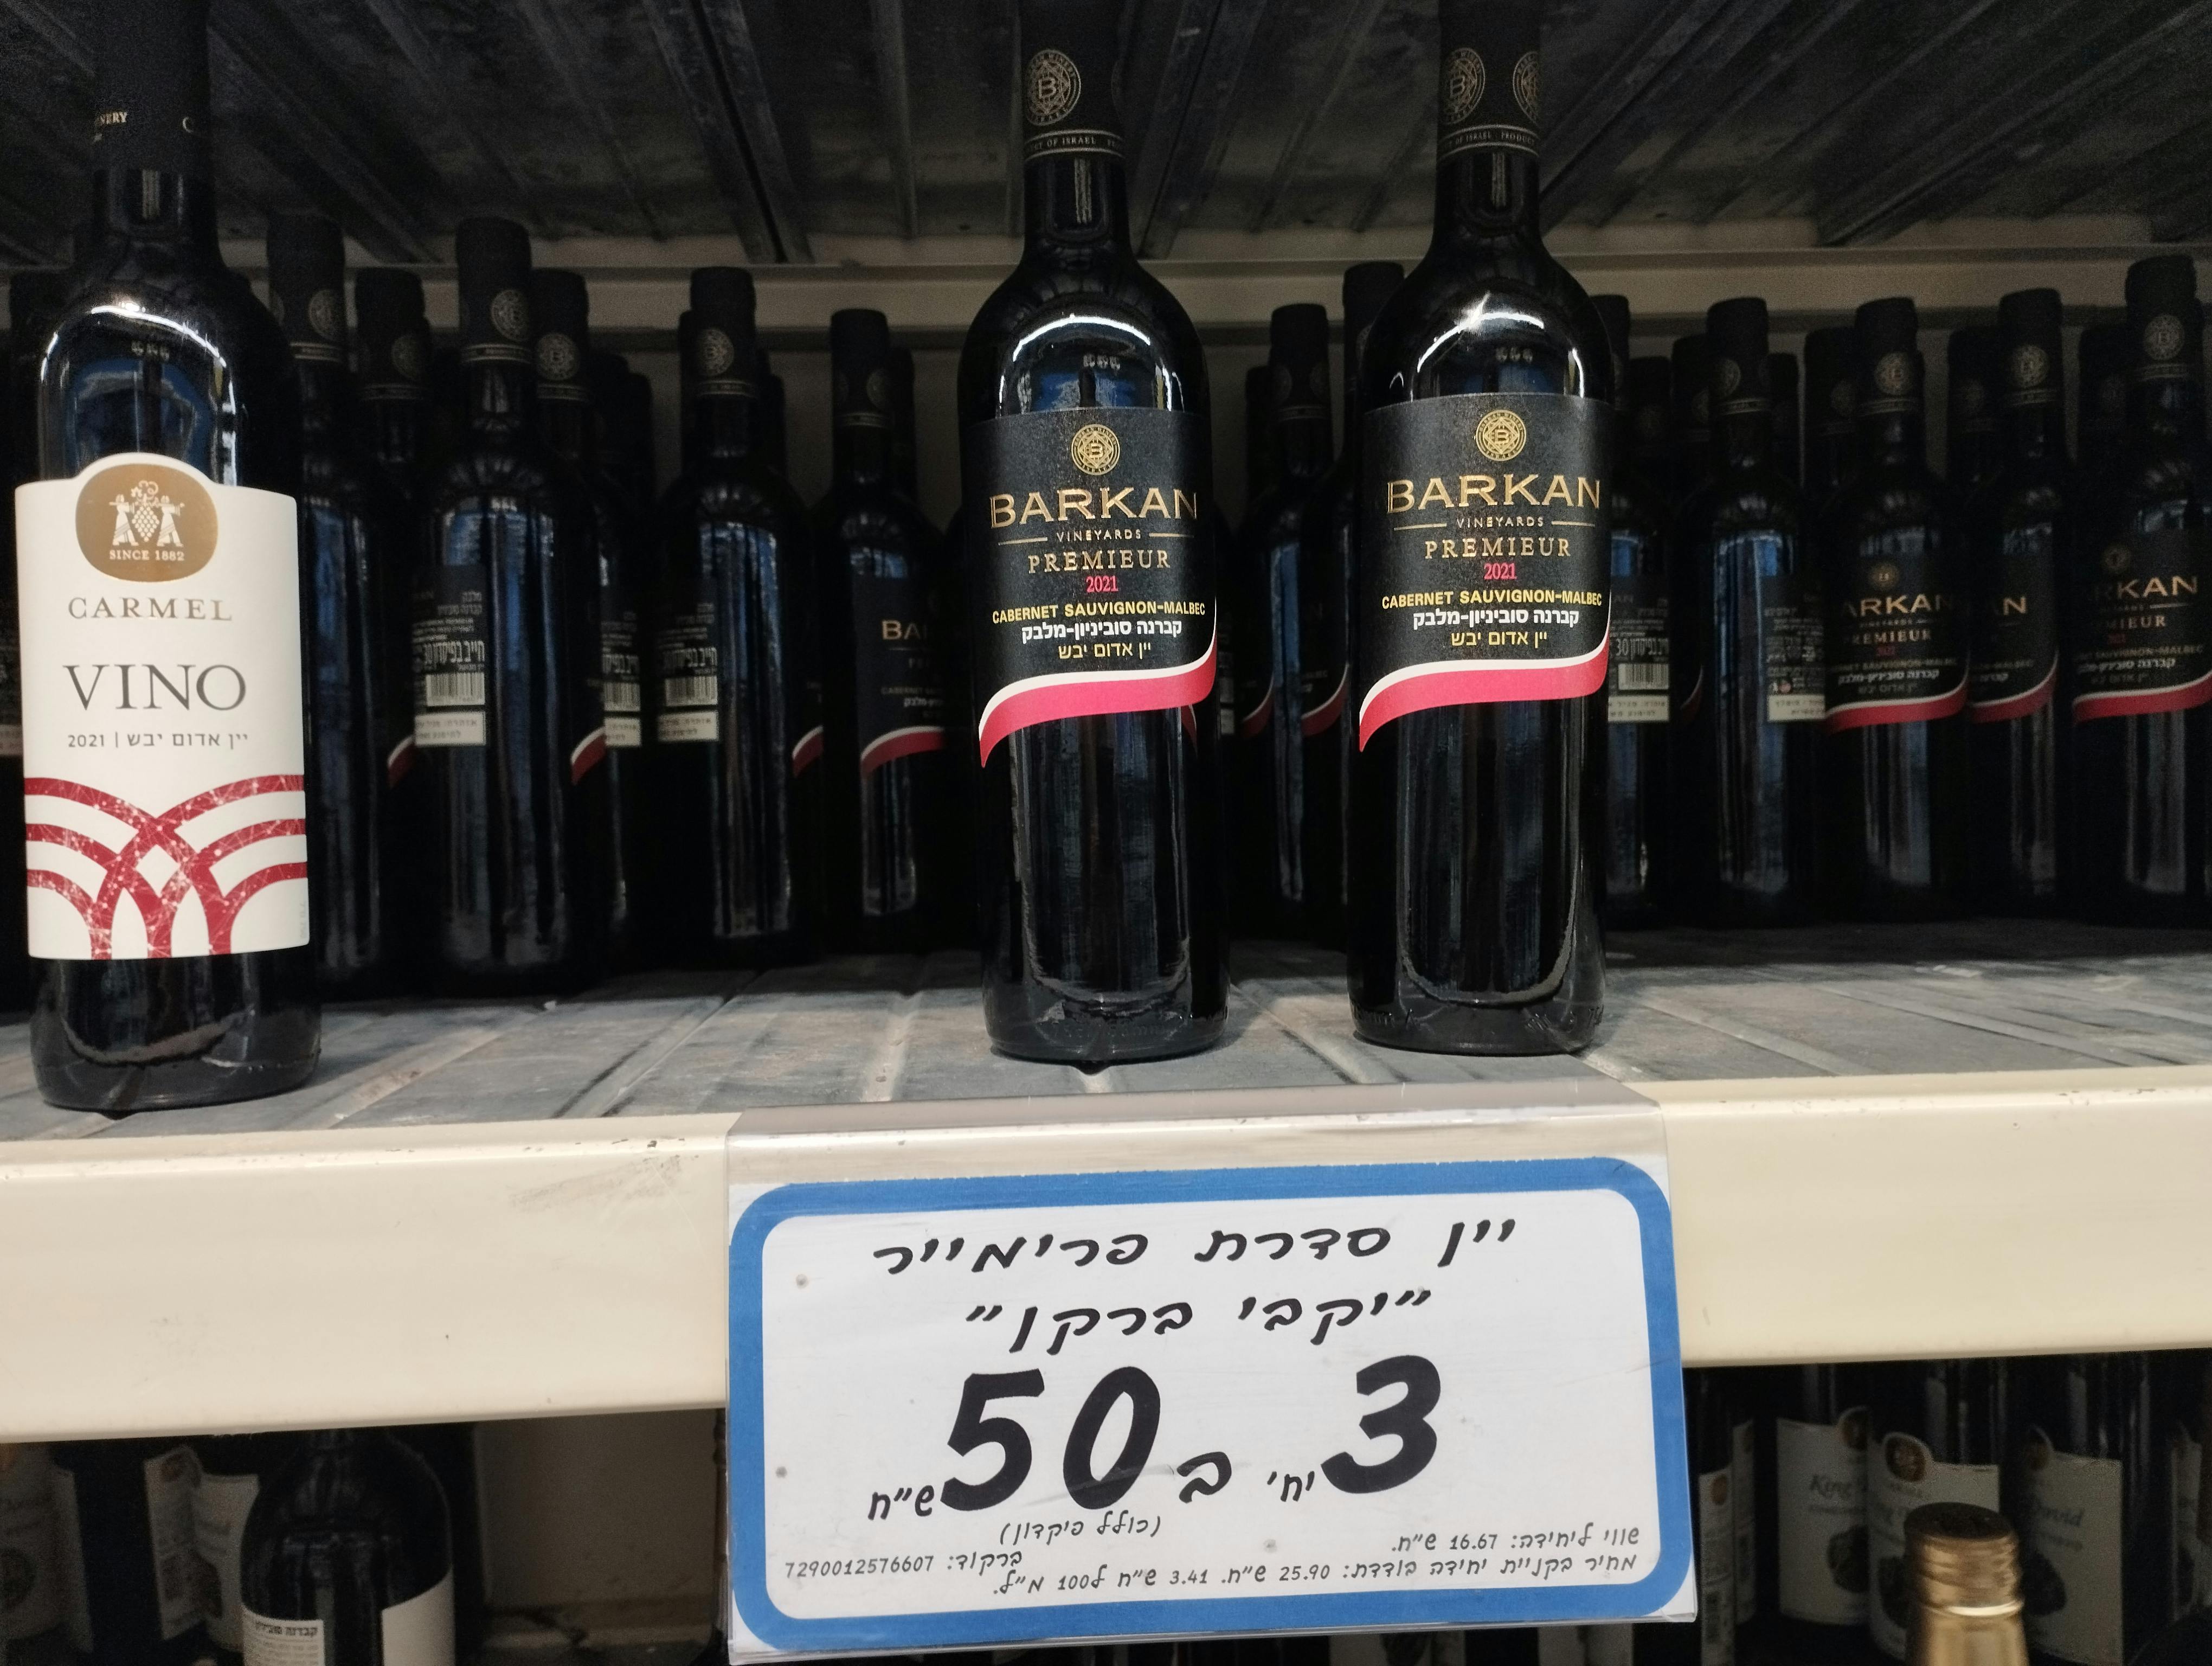 SINCE 1882
CARMEL
VINO
2021 | יין אדום יבש
BARKAN
VINEYARDS
PREMIEUR
2021
CABERNET SAUVIGNON-MALBEC
קברנה סוביניון-מלבק
יין אדום יבש
BARKAN
VINEYARDS
PREMIEUR
2021
CABERNET SAUVIGNON-MALBEC
קברנה סוביניון-מלבק
יין אדום יבש
יין סדרת פרימייר
"יקבי ברקן"
3 יח' ב 50 ש"ח
(כולל פיקדון)
שווי ליחידה: 16.67 ש"ח.
מחיר בקניית יחידה בודדת: 25.90 ש"ח. 3.41 ש"ח ל100 מ"ל.
ברקוד: 7290012576607